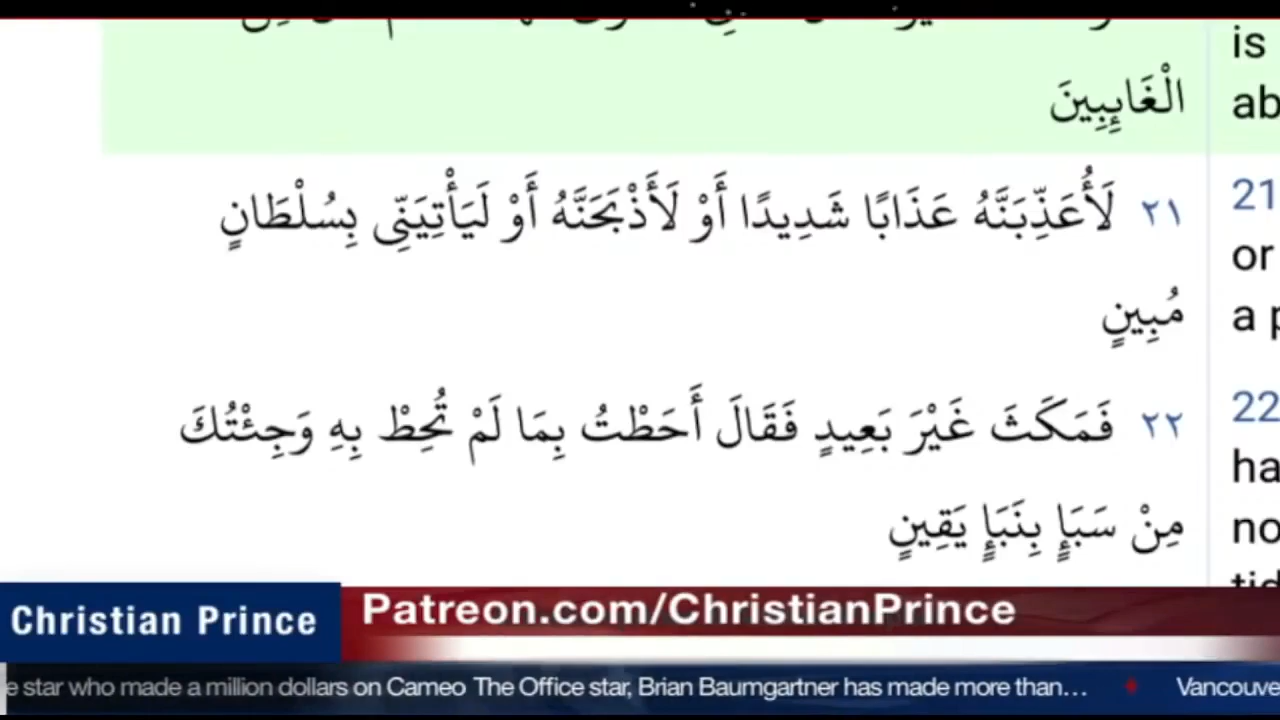 الْغَائِبِينَ
is
ab
٢١ لَأُعَذِّبَنَّهُ عَذَابًا شَدِيدًا أَوْ لَأَذْبَحَنَّهُ أَوْ لَيَأْتِيَنِّى بِسُلْطَانٍ
مُبِينٍ
21
or
a p
٢٢ فَمَكَثَ غَيْرَ بَعِيدٍ فَقَالَ أَحَطْتُ بِمَا لَمْ تُحِطْ بِهِ وَجِئْتُكَ
مِنْ سَبَإٍ بِنَبَإٍ يَقِينٍ
22
ha
no
tid
Christian Prince
Patreon.com/ChristianPrince
e star who made a million dollars on Cameo The Office star, Brian Baumgartner has made more than… ♦ Vancouve